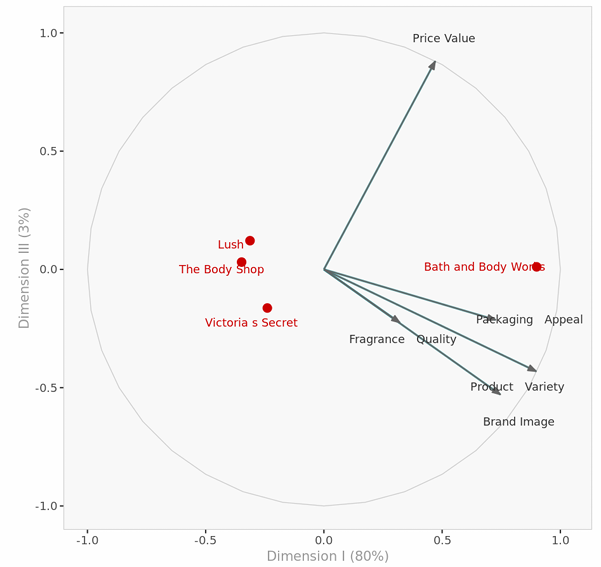 Price Value
1.0
0.5
0.0
-0.5
-1.0
Dimension III (3%)
Lush
The Body Shop
Victoria s Secret
Bath and Body Works
Packaging Appeal
Fragrance Quality
Product Variety
Brand Image
-1.0 -0.5 0.0 0.5 1.0
Dimension I (80%)